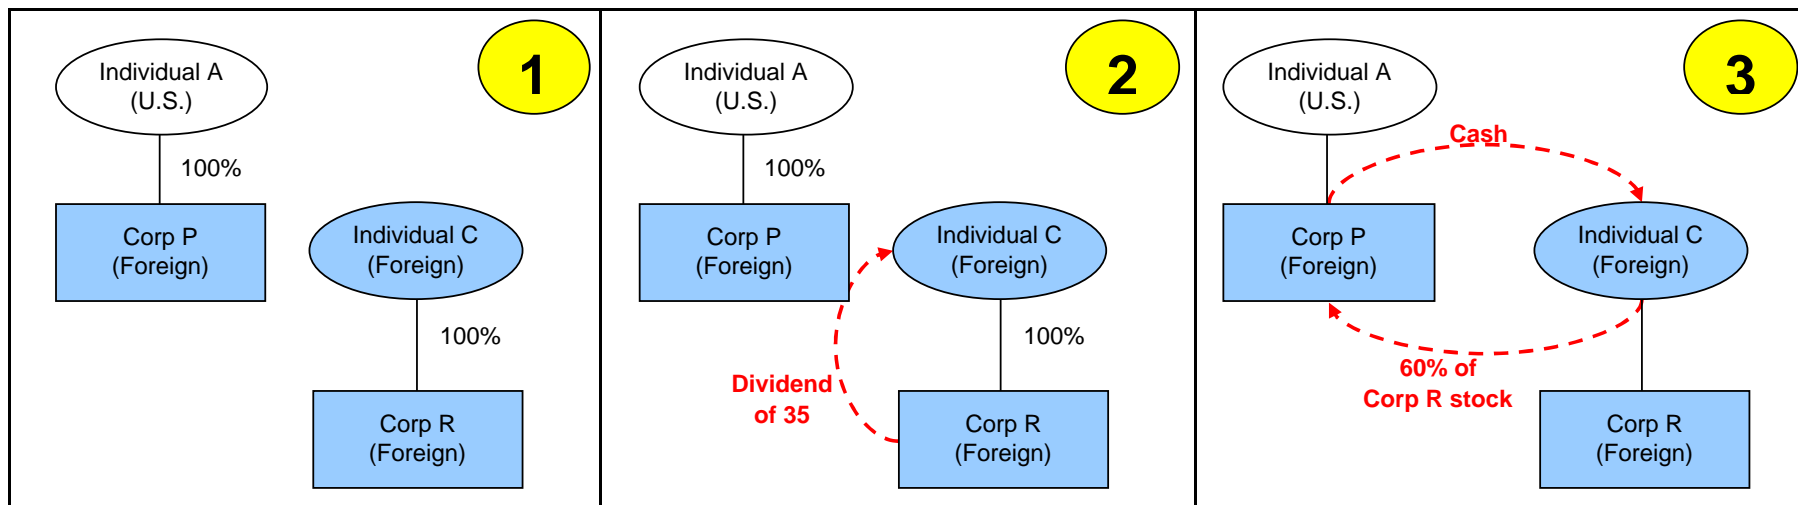 1
Individual A
(U.S.)
100%
Corp P
(Foreign)
Individual C
(Foreign)
100%
Corp R
(Foreign)
2
Individual A
(U.S.)
100%
Corp P
(Foreign)
Individual C
(Foreign)
100%
Dividend
of 35
Corp R
(Foreign)
3
Individual A
(U.S.)
Cash
Corp P
(Foreign)
Individual C
(Foreign)
60% of
Corp R stock
Corp R
(Foreign)